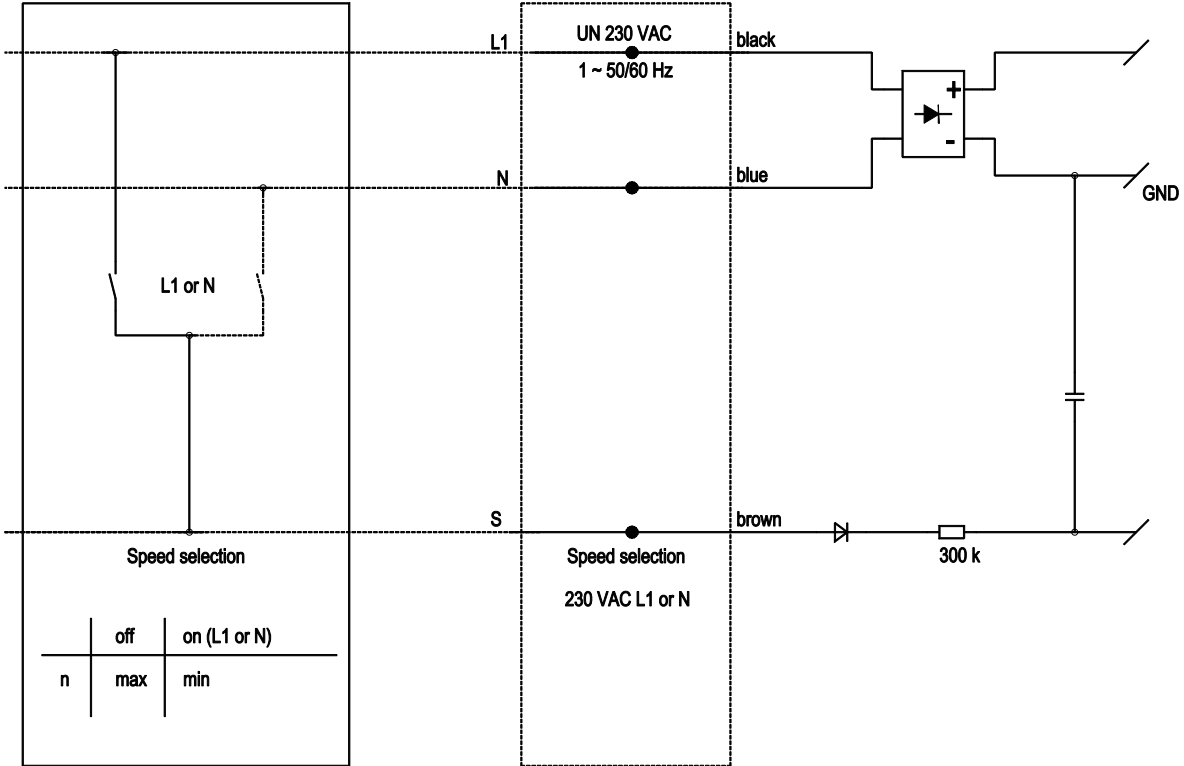 L1
UN 230 VAC
black
1 ~ 50/60 Hz
+
-
N
blue
GND
L1 or N
S
brown
Speed selection
Speed selection
300 k
230 VAC L1 or N
off on (L1 or N)
n max min